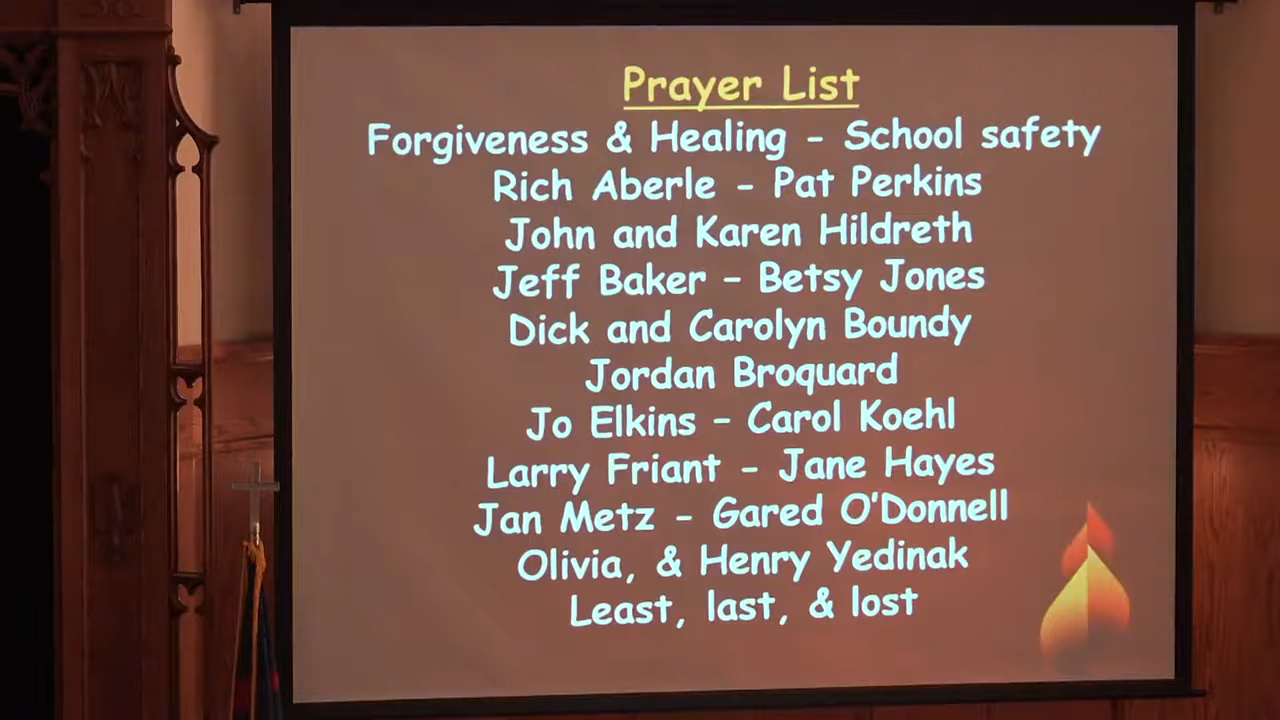 Prayer List
Forgiveness & Healing - School safety
Rich Aberle - Pat Perkins
John and Karen Hildreth
Jeff Baker - Betsy Jones
Dick and Carolyn Boundy
Jordan Broquard
Jo Elkins - Carol Koehl
Larry Friant - Jane Hayes
Jan Metz - Gared O'Donnell
Olivia, & Henry Yedinak
Least, last, & lost